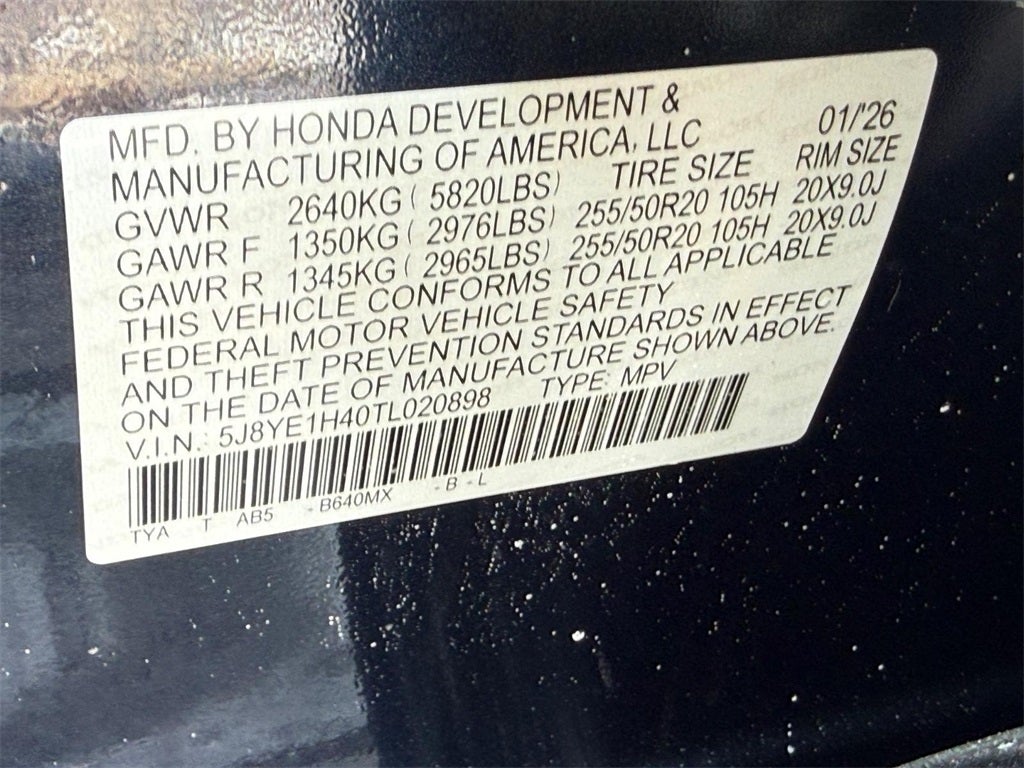 MFD. BY HONDA DEVELOPMENT &
MANUFACTURING OF AMERICA, LLC 01/'26
GVWR 2640KG ( 5820LBS) TIRE SIZE RIM SIZE
GAWR F 1350KG ( 2976LBS) 255/50R20 105H 20X9.0J
GAWR R 1345KG ( 2965LBS) 255/50R20 105H 20X9.0J
THIS VEHICLE CONFORMS TO ALL APPLICABLE
FEDERAL MOTOR VEHICLE SAFETY
AND THEFT PREVENTION STANDARDS IN EFFECT
ON THE DATE OF MANUFACTURE SHOWN ABOVE.
V.I.N.: 5J8YE1H40TL020898 TYPE: MPV
TYA - T AB5 - B640MX - B - L